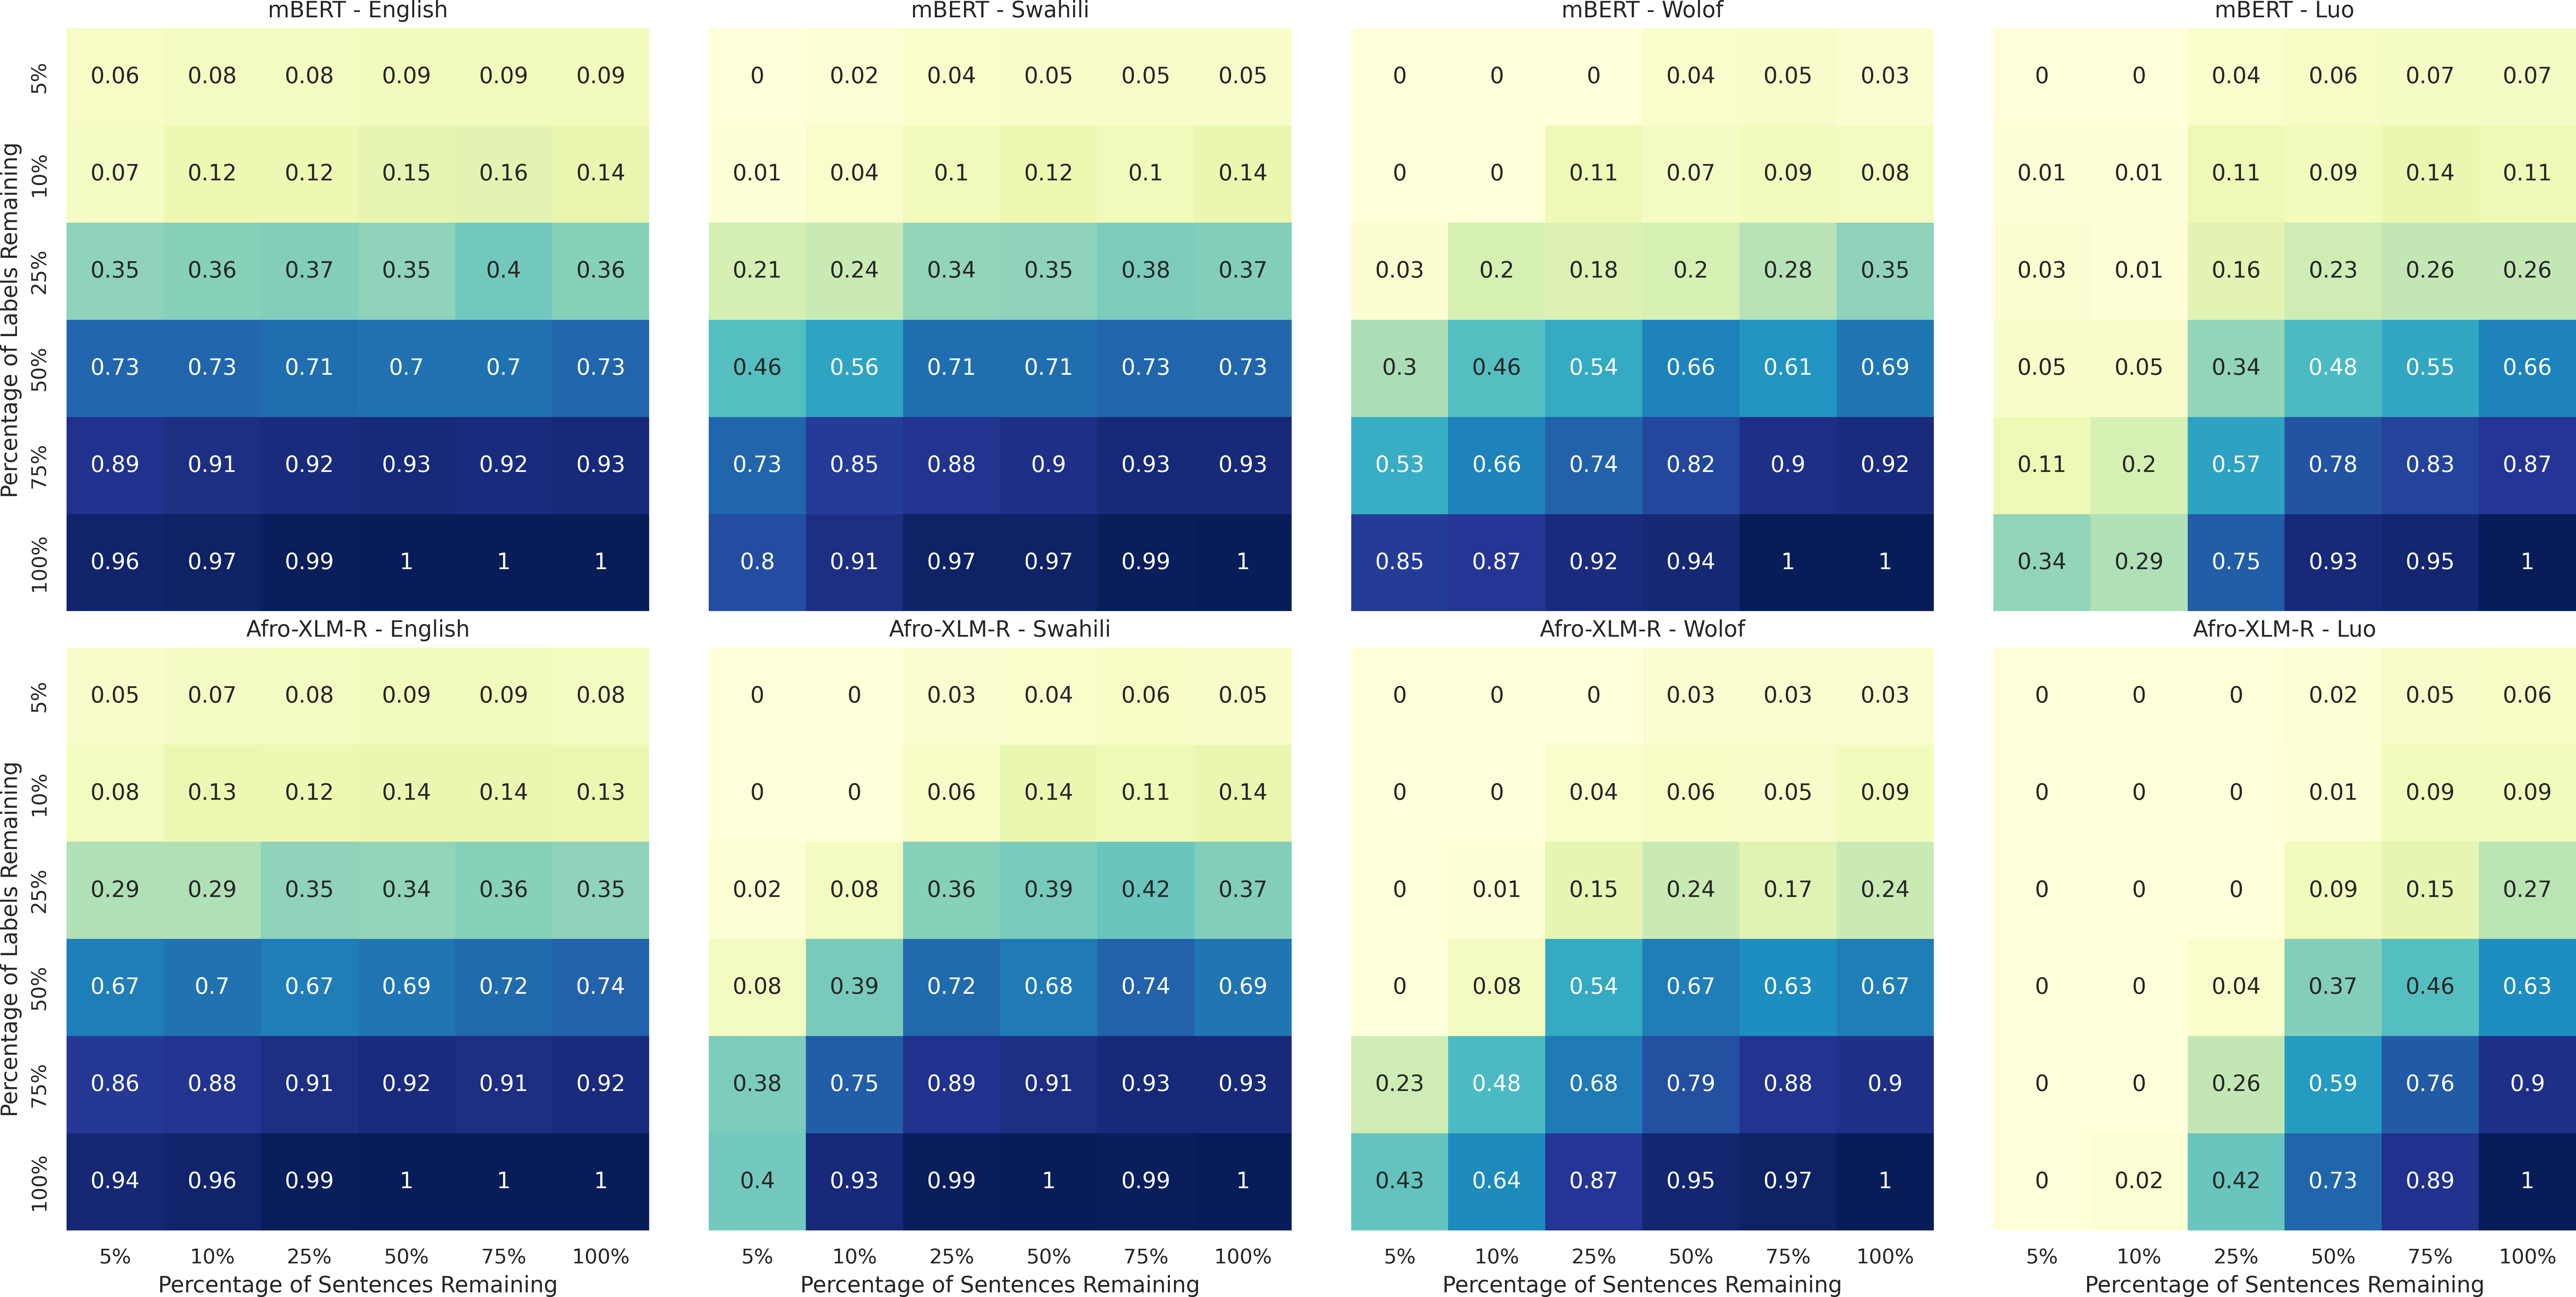 mBERT - English mBERT - Swahili mBERT - Wolof mBERT - Luo
Percentage of Labels Remaining
5% 0.06 0.08 0.08 0.09 0.09 0.09 0 0.02 0.04 0.05 0.05 0.05 0 0 0 0.04 0.05 0.03 0 0 0.04 0.06 0.07 0.07
10% 0.07 0.12 0.12 0.15 0.16 0.14 0.01 0.04 0.1 0.12 0.1 0.14 0 0 0.11 0.07 0.09 0.08 0.01 0.01 0.11 0.09 0.14 0.11
25% 0.35 0.36 0.37 0.35 0.4 0.36 0.21 0.24 0.34 0.35 0.38 0.37 0.03 0.2 0.18 0.2 0.28 0.35 0.03 0.01 0.16 0.23 0.26 0.26
50% 0.73 0.73 0.71 0.7 0.7 0.73 0.46 0.56 0.71 0.71 0.73 0.73 0.3 0.46 0.54 0.66 0.61 0.69 0.05 0.05 0.34 0.48 0.55 0.66
75% 0.89 0.91 0.92 0.93 0.92 0.93 0.73 0.85 0.88 0.9 0.93 0.93 0.53 0.66 0.74 0.82 0.9 0.92 0.11 0.2 0.57 0.78 0.83 0.87
100% 0.96 0.97 0.99 1 1 1 0.8 0.91 0.97 0.97 0.99 1 0.85 0.87 0.92 0.94 1 1 0.34 0.29 0.75 0.93 0.95 1
Afro-XLM-R - English Afro-XLM-R - Swahili Afro-XLM-R - Wolof Afro-XLM-R - Luo
Percentage of Labels Remaining
5% 0.05 0.07 0.08 0.09 0.09 0.08 0 0 0.03 0.04 0.06 0.05 0 0 0 0.03 0.03 0.03 0 0 0 0.02 0.05 0.06
10% 0.08 0.13 0.12 0.14 0.14 0.13 0 0 0.06 0.14 0.11 0.14 0 0 0.04 0.06 0.05 0.09 0 0 0 0.01 0.09 0.09
25% 0.29 0.29 0.35 0.34 0.36 0.35 0.02 0.08 0.36 0.39 0.42 0.37 0 0.01 0.15 0.24 0.17 0.24 0 0 0 0.09 0.15 0.27
50% 0.67 0.7 0.67 0.69 0.72 0.74 0.08 0.39 0.72 0.68 0.74 0.69 0 0.08 0.54 0.67 0.63 0.67 0 0 0.04 0.37 0.46 0.63
75% 0.86 0.88 0.91 0.92 0.91 0.92 0.38 0.75 0.89 0.91 0.93 0.93 0.23 0.48 0.68 0.79 0.88 0.9 0 0 0.26 0.59 0.76 0.9
100% 0.94 0.96 0.99 1 1 1 0.4 0.93 0.99 1 0.99 1 0.43 0.64 0.87 0.95 0.97 1 0 0.02 0.42 0.73 0.89 1
5% 10% 25% 50% 75% 100% 5% 10% 25% 50% 75% 100% 5% 10% 25% 50% 75% 100% 5% 10% 25% 50% 75% 100%
Percentage of Sentences Remaining Percentage of Sentences Remaining Percentage of Sentences Remaining Percentage of Sentences Remaining